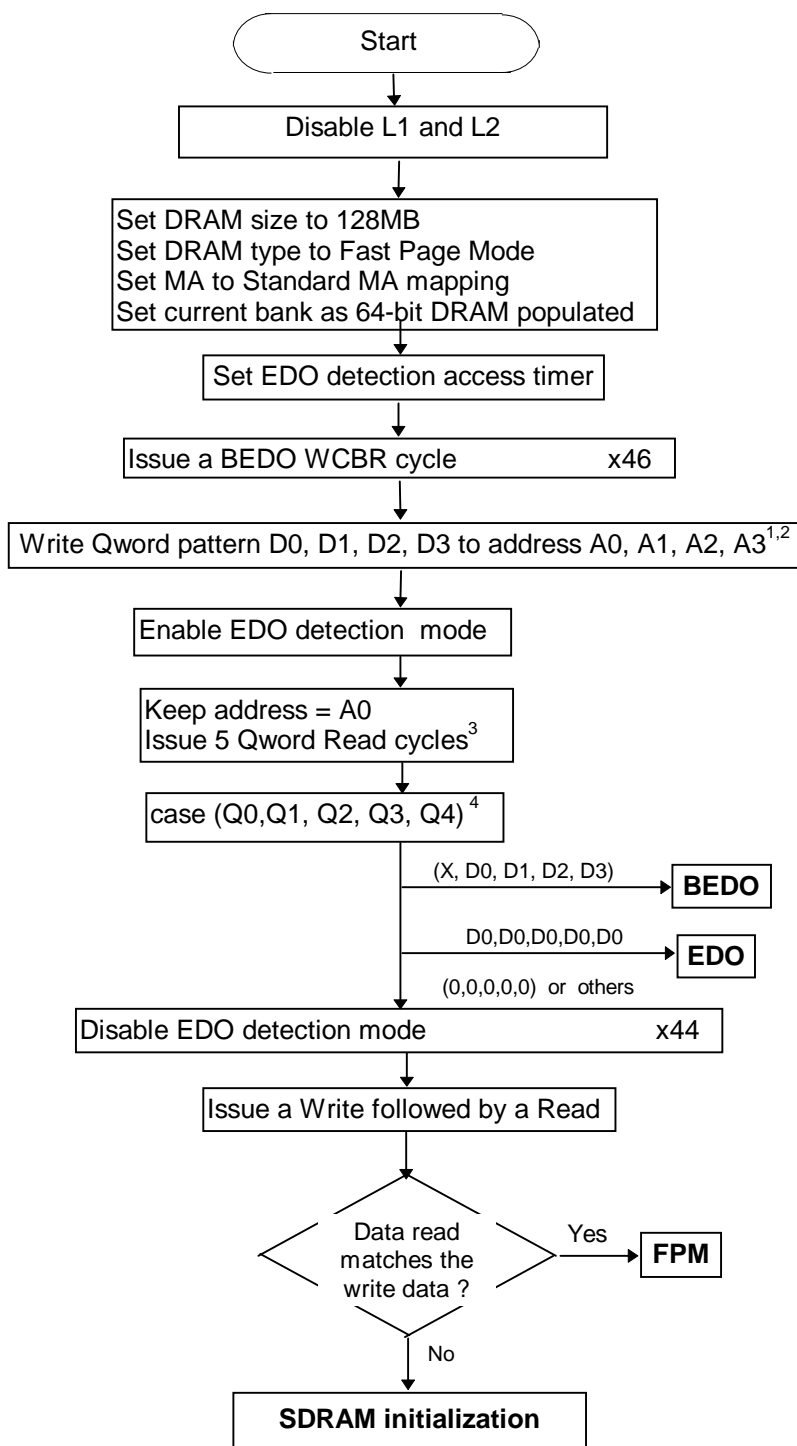 Start
Disable L1 and L2
Set DRAM size to 128MB
Set DRAM type to Fast Page Mode
Set MA to Standard MA mapping
Set current bank as 64-bit DRAM populated
Set EDO detection access timer
Issue a BEDO WCBR cycle x46
Write Qword pattern D0, D1, D2, D3 to address A0, A1, A2, A3¹,²
Enable EDO detection mode
Keep address = A0
Issue 5 Qword Read cycles³
case (Q0,Q1, Q2, Q3, Q4) ⁴
(X, D0, D1, D2, D3)
BEDO
D0,D0,D0,D0,D0
EDO
(0,0,0,0,0) or others
Disable EDO detection mode x44
Issue a Write followed by a Read
Data read
matches the
write data ?
Yes
FPM
No
SDRAM initialization